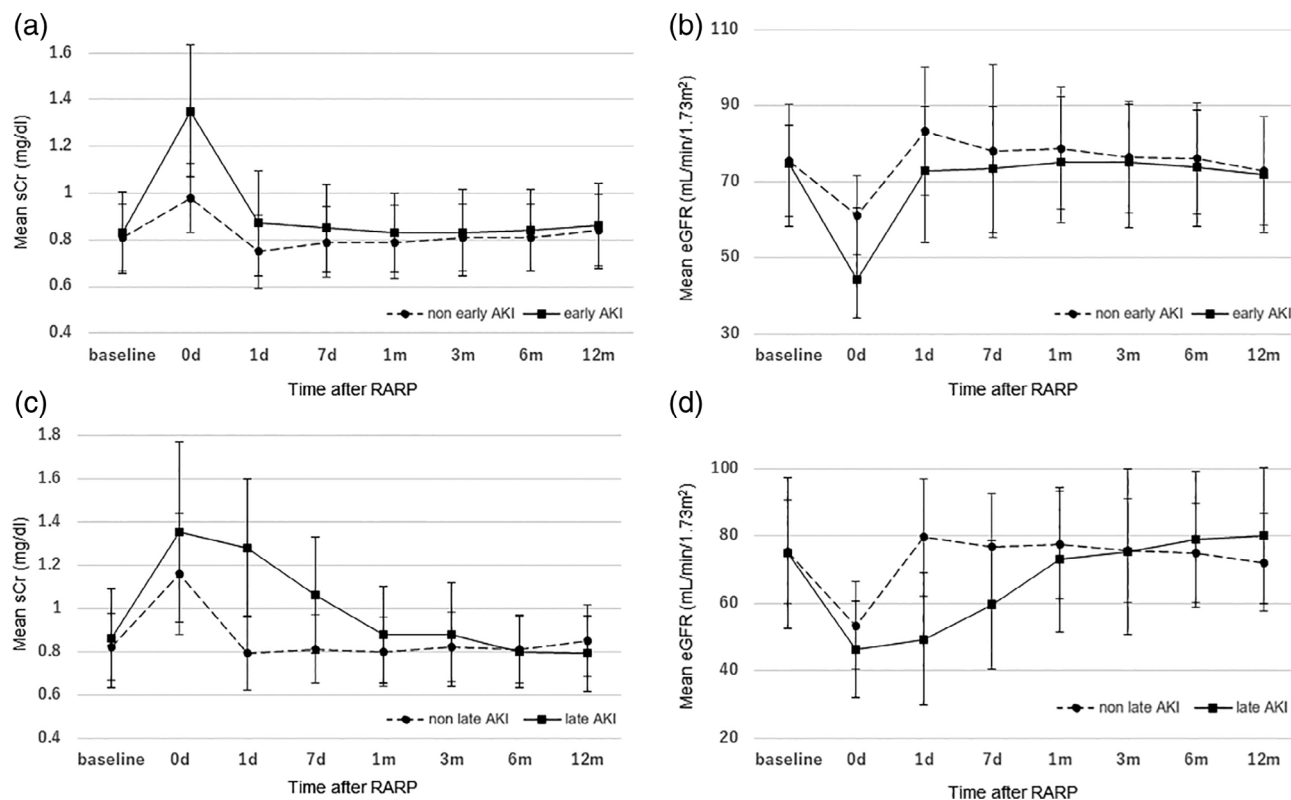 (a)
Mean sCr (mg/dl)
1.6
1.4
1.2
1
0.8
0.6
0.4
non early AKI early AKI
baseline 0d 1d 7d 1m 3m 6m 12m
Time after RARP
(b)
Mean eGFR (mL/min/1.73m²)
110
90
70
50
30
non early AKI early AKI
baseline 0d 1d 7d 1m 3m 6m 12m
Time after RARP
(c)
Mean sCr (mg/dl)
1.8
1.6
1.4
1.2
1
0.8
0.6
0.4
non late AKI late AKI
baseline 0d 1d 7d 1m 3m 6m 12m
Time after RARP
(d)
Mean eGFR (mL/min/1.73m²)
100
80
60
40
20
non late AKI late AKI
baseline 0d 1d 7d 1m 3m 6m 12m
Time after RARP